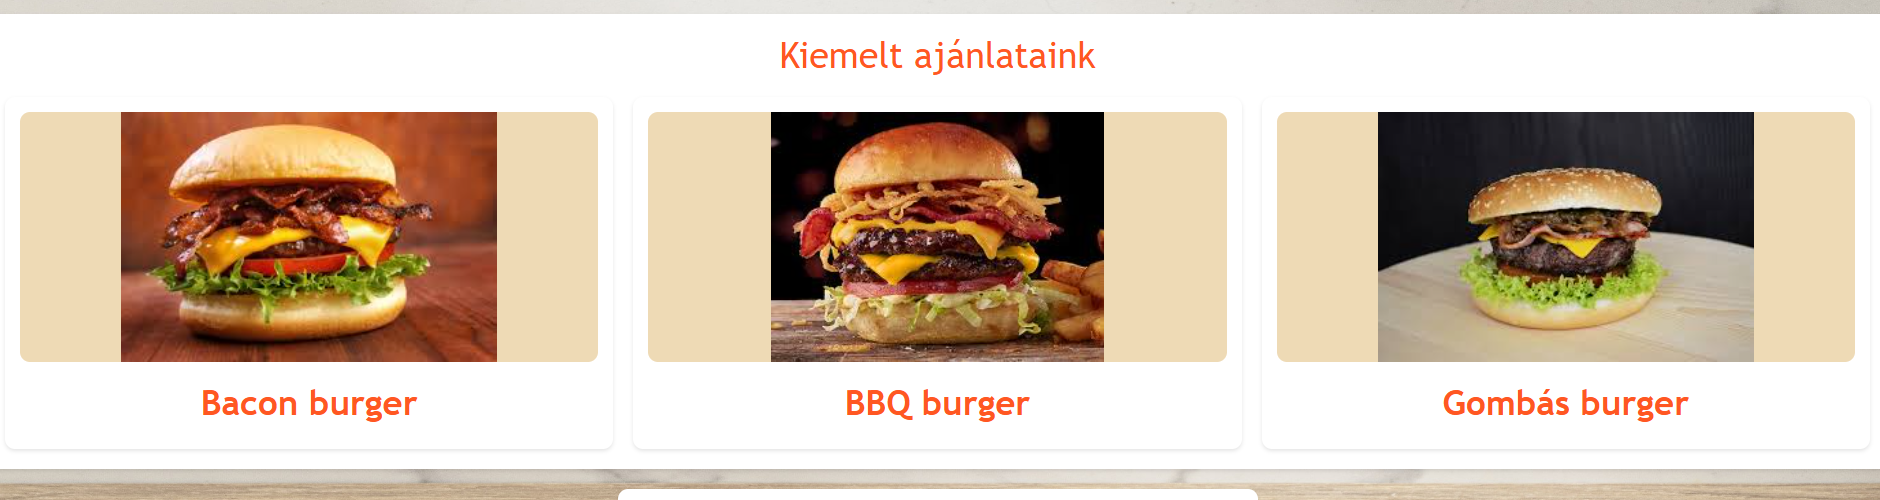 Kiemelt ajánlataink
Bacon burger
BBQ burger
Gombás burger